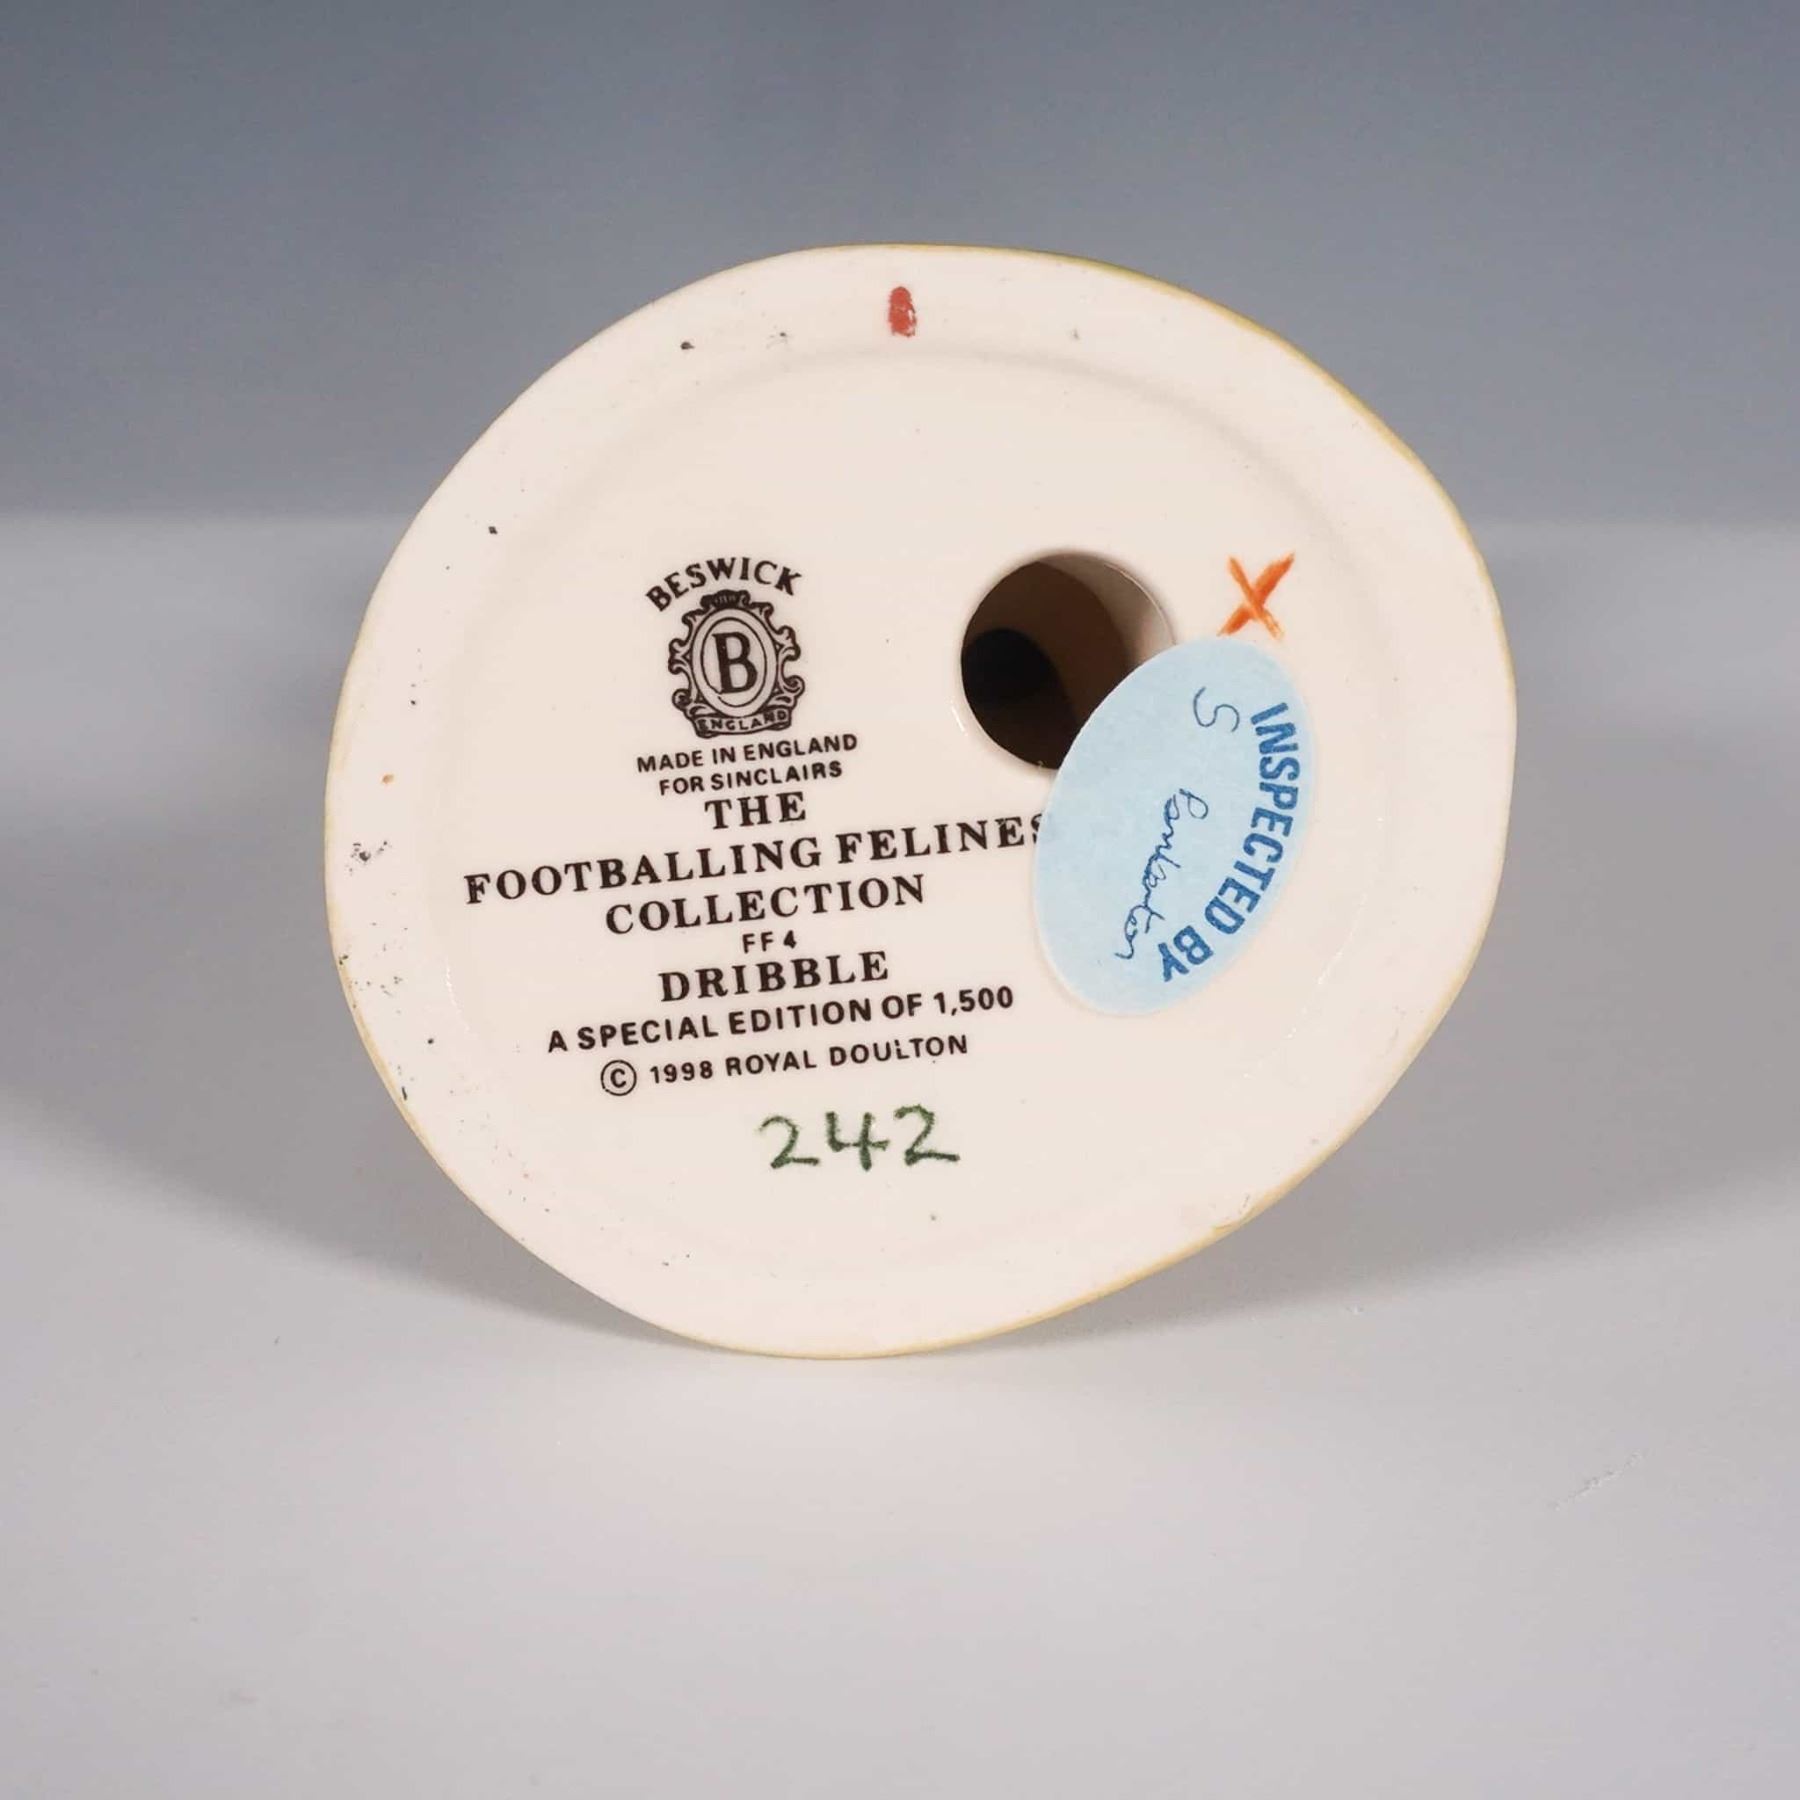 BESWICK
B
ENGLAND
MADE IN ENGLAND
FOR SINCLAIRS
THE
FOOTBALLING FELINES
COLLECTION
FF 4
DRIBBLE
A SPECIAL EDITION OF 1,500
© 1998 ROYAL DOULTON
242
X
INSPECTED BY
S